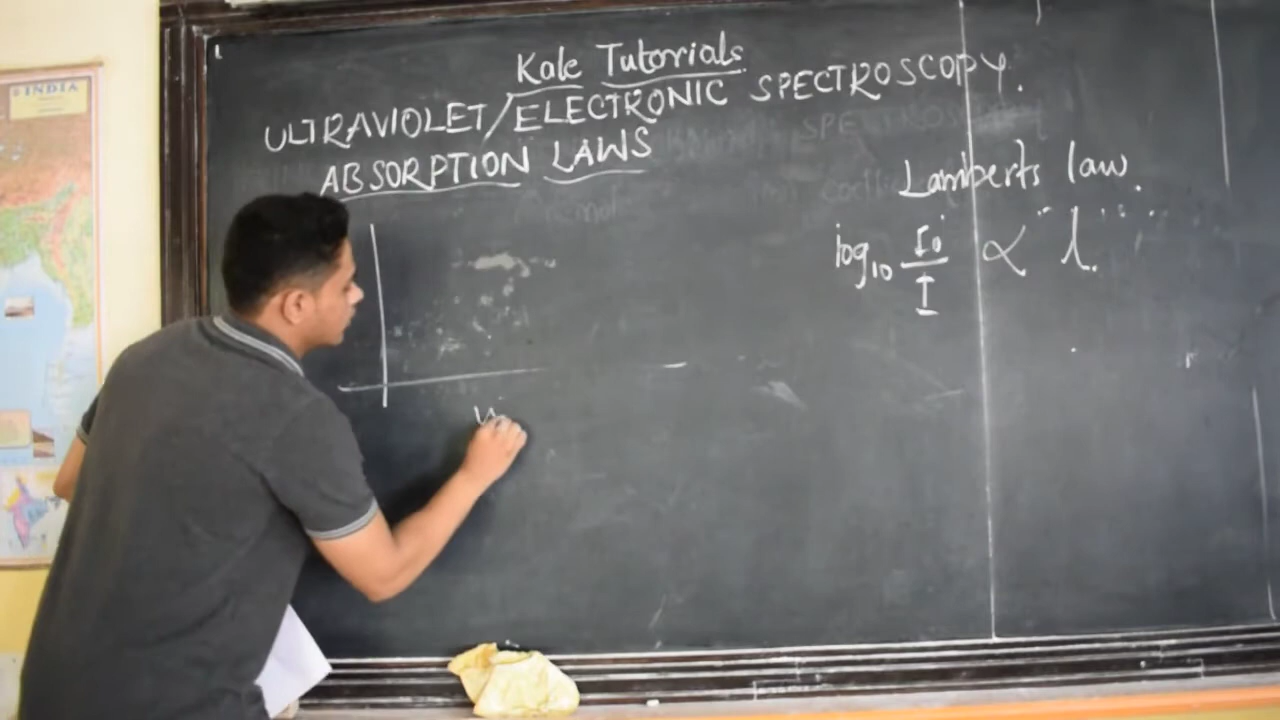 Kale Tutorials
ULTRAVIOLET/ELECTRONIC SPECTROSCOPY.
ABSORPTION LAWS
Lamberts law.
log₁₀ I₀/I ∝ l.
INDIA